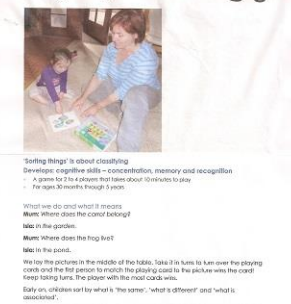 'Sorting things' is about classifying
Develops: cognitive skills – concentration, memory and recognition
A game for 2 to 4 players that takes about 10 minutes to play
For ages 30 months through 5 years
What we do and what it means
Mum: Where does the carrot belong?
Isla: In the garden.
Mum: Where does the frog live?
Isla: In the pond.
We lay the pictures in the middle of the table. Take it in turns to turn over the playing
cards and the first person to match the playing card to the picture wins the card!
Keep taking turns. The player with the most cards wins.
Early on, children sort by what is 'the same', 'what is different' and 'what is
associated'.